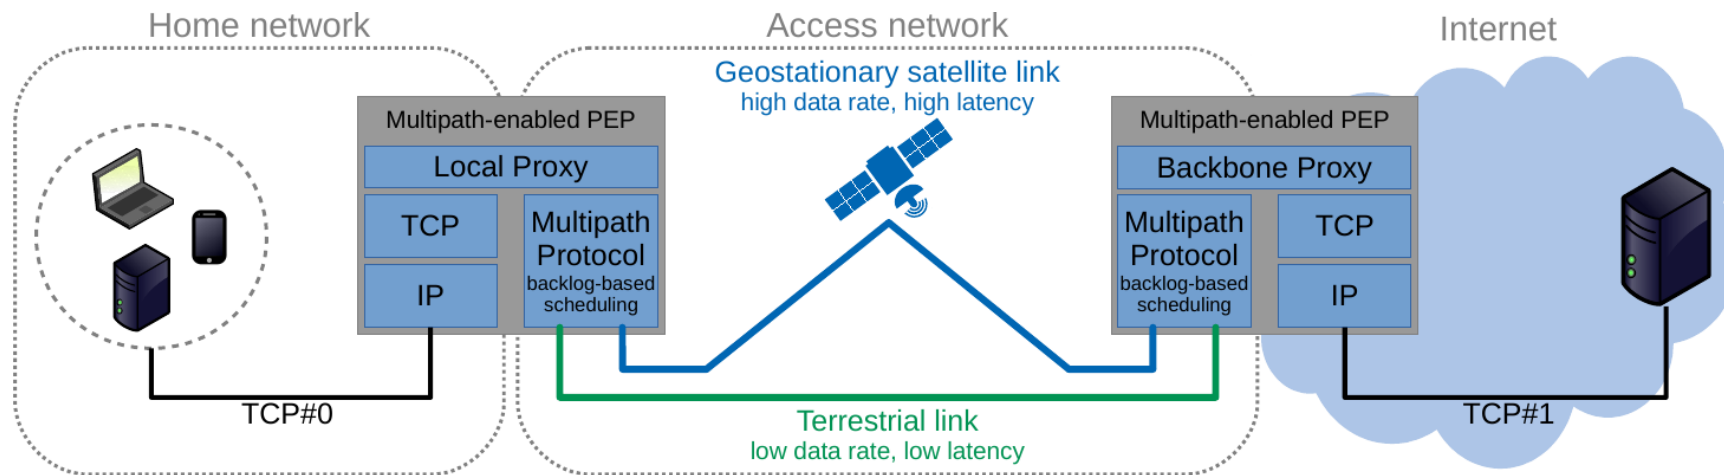 Home network
Access network
Internet
Geostationary satellite link
high data rate, high latency
Multipath-enabled PEP
Local Proxy
TCP
IP
Multipath
Protocol
backlog-based
scheduling
Multipath-enabled PEP
Backbone Proxy
Multipath
Protocol
backlog-based
scheduling
TCP
IP
TCP#0
Terrestrial link
low data rate, low latency
TCP#1